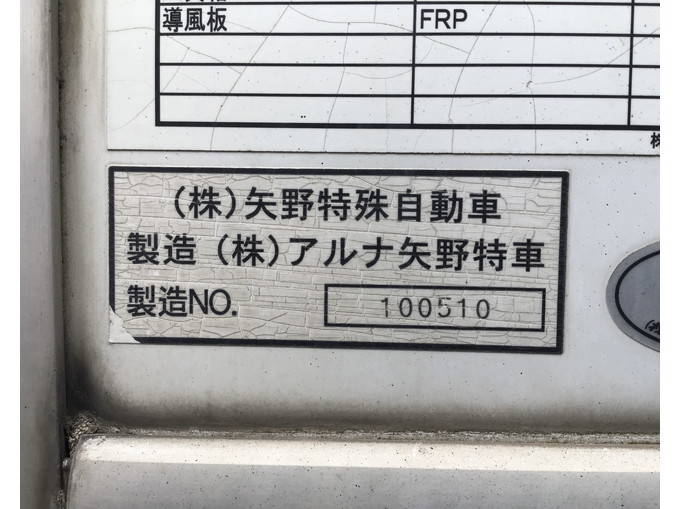 導風板 FRP
(株)矢野特殊自動車
製造 (株)アルナ矢野特車
製造NO. 100510